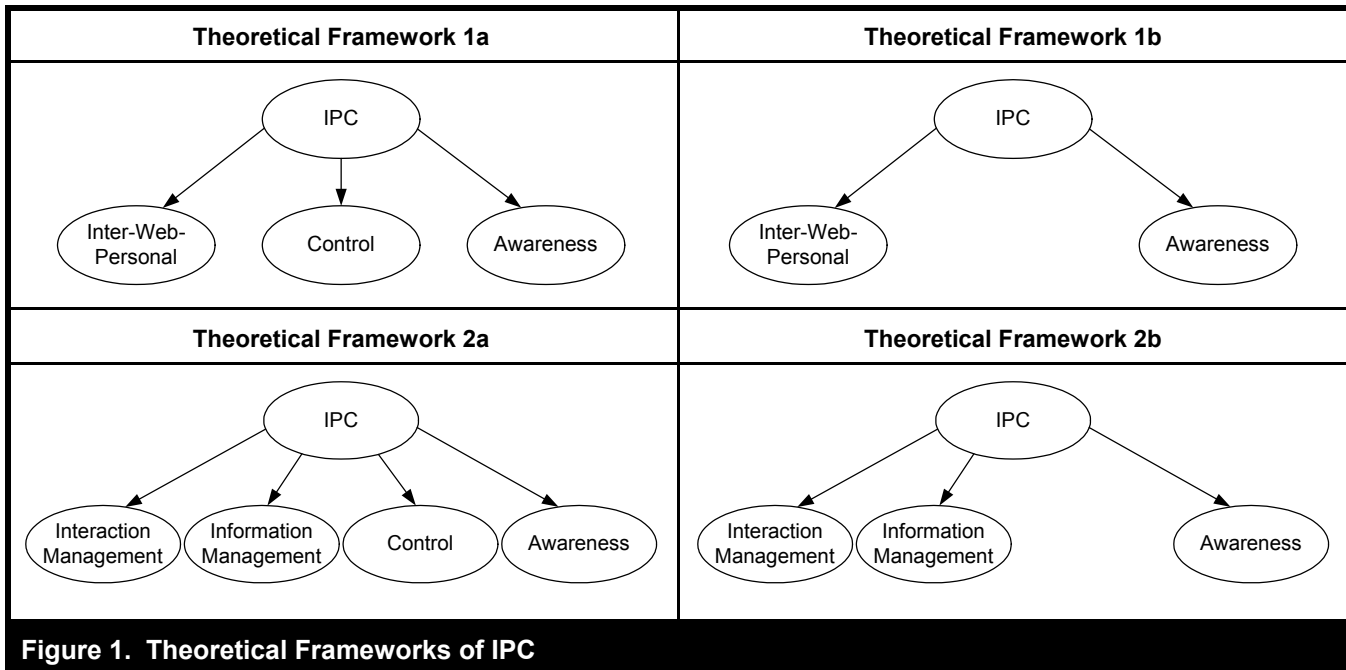 Theoretical Framework 1a
Theoretical Framework 1b
IPC
Inter-Web-
Personal
Control
Awareness
IPC
Inter-Web-
Personal
Awareness
Theoretical Framework 2a
Theoretical Framework 2b
IPC
Interaction
Management
Information
Management
Control
Awareness
IPC
Interaction
Management
Information
Management
Awareness
Figure 1. Theoretical Frameworks of IPC